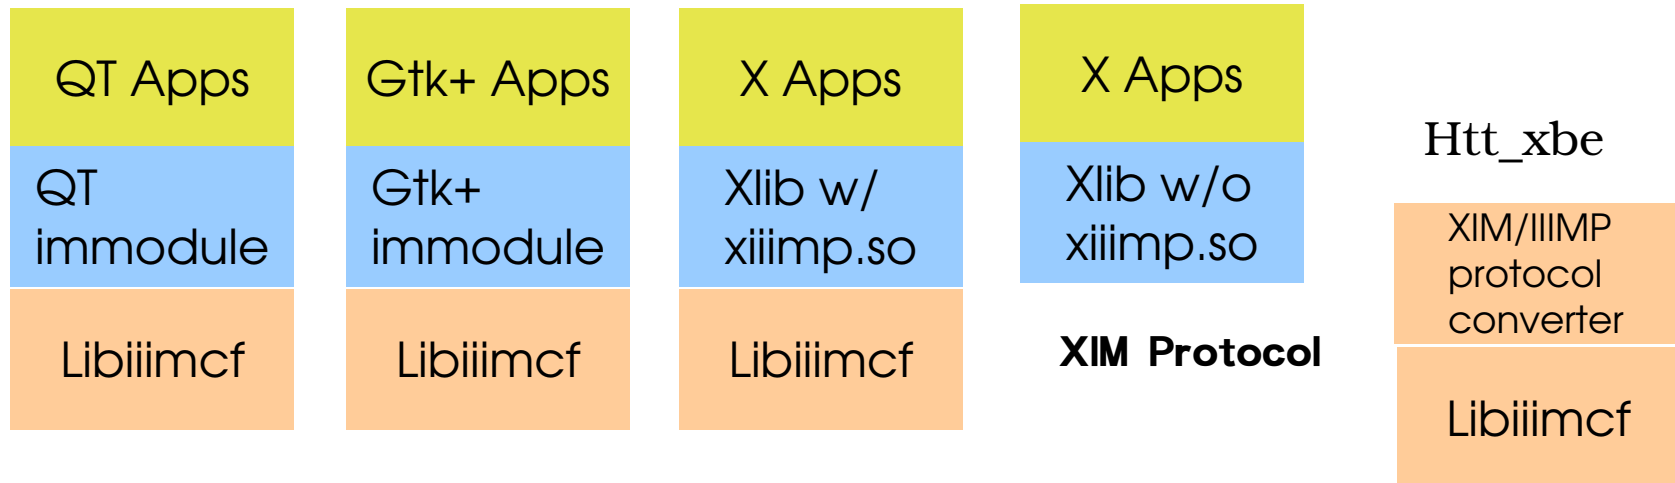 QT Apps
QT
immodule
Libiiimcf
Gtk+ Apps
Gtk+
immodule
Libiiimcf
X Apps
Xlib w/
xiiimp.so
Libiiimcf
X Apps
Xlib w/o
xiiimp.so
XIM Protocol
Htt_xbe
XIM/IIIMP
protocol
converter
Libiiimcf